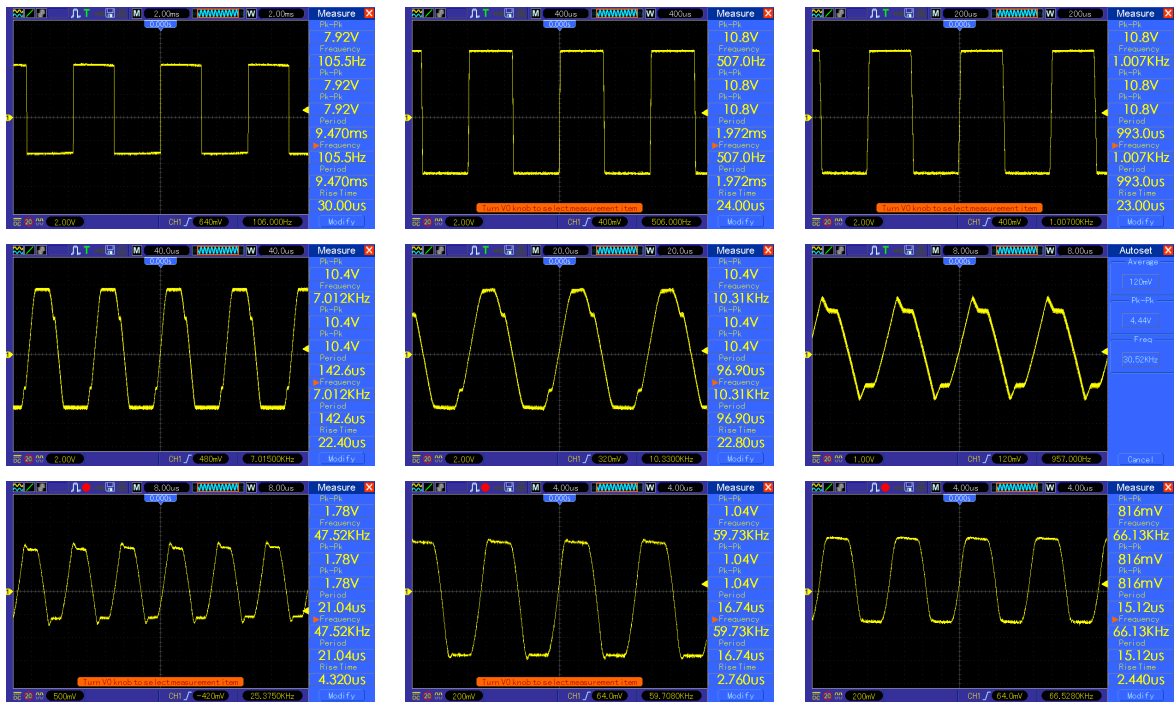 M 2.00ms W 2.00ms Measure
0.000s
Pk-Pk
7.92V
Frequency
105.5Hz
Pk-Pk
7.92V
Pk-Pk
7.92V
Period
9.470ms
Frequency
105.5Hz
Period
9.470ms
Rise Time
30.00us
DC 20 2.00V CH1 640mV 106.000Hz Modify
M 400us W 400us Measure
0.000s
Pk-Pk
10.8V
Frequency
507.0Hz
Pk-Pk
10.8V
Pk-Pk
10.8V
Period
1.972ms
Frequency
507.0Hz
Period
1.972ms
Rise Time
24.00us
Turn V0 knob to select measurement item
DC 20 2.00V CH1 400mV 506.000Hz Modify
M 200us W 200us Measure
0.000s
Pk-Pk
10.8V
Frequency
1.007KHz
Pk-Pk
10.8V
Pk-Pk
10.8V
Period
993.0us
Frequency
1.007KHz
Period
993.0us
Rise Time
23.00us
Turn V0 knob to select measurement item
DC 20 2.00V CH1 400mV 1.00700KHz Modify
M 40.0us W 40.0us Measure
0.000s
Pk-Pk
10.4V
Frequency
7.012KHz
Pk-Pk
10.4V
Pk-Pk
10.4V
Period
142.6us
Frequency
7.012KHz
Period
142.6us
Rise Time
22.40us
DC 20 2.00V CH1 480mV 7.01500KHz Modify
M 20.0us W 20.0us Measure
0.000s
Pk-Pk
10.4V
Frequency
10.31KHz
Pk-Pk
10.4V
Pk-Pk
10.4V
Period
96.90us
Frequency
10.31KHz
Period
96.90us
Rise Time
22.80us
DC 20 2.00V CH1 320mV 10.3300KHz Modify
M 8.00us W 8.00us Autoset
0.000s
Average
120mV
Pk-Pk
4.44V
Freq
30.52KHz
DC 20 1.00V CH1 120mV 957.000Hz Cancel
M 8.00us W 8.00us Measure
0.000s
Pk-Pk
1.78V
Frequency
47.52KHz
Pk-Pk
1.78V
Pk-Pk
1.78V
Period
21.04us
Frequency
47.52KHz
Period
21.04us
Rise Time
4.320us
Turn V0 knob to select measurement item
DC 20 500mV CH1 -420mV 25.3750KHz Modify
M 4.00us W 4.00us Measure
0.000s
Pk-Pk
1.04V
Frequency
59.73KHz
Pk-Pk
1.04V
Pk-Pk
1.04V
Period
16.74us
Frequency
59.73KHz
Period
16.74us
Rise Time
2.760us
Turn V0 knob to select measurement item
DC 20 200mV CH1 64.0mV 59.7080KHz Modify
M 4.00us W 4.00us Measure
0.000s
Pk-Pk
816mV
Frequency
66.13KHz
Pk-Pk
816mV
Pk-Pk
816mV
Period
15.12us
Frequency
66.13KHz
Period
15.12us
Rise Time
2.440us
DC 20 200mV CH1 64.0mV 66.5280KHz Modify